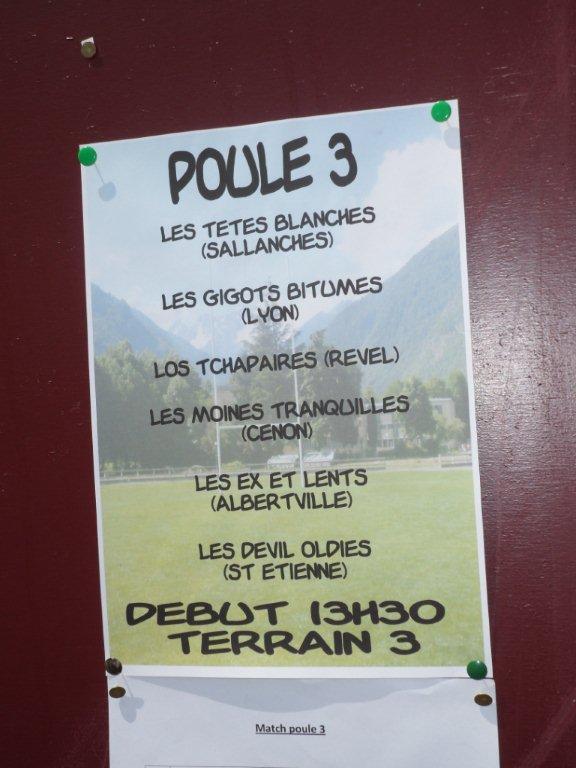 POULE 3
LES TETES BLANCHES
(SALLANCHES)
LES GIGOTS BITUMES
(LYON)
LOS TCHAPAIRES (REVEL)
LES MOINES TRANQUILLES
(CENON)
LES EX ET LENTS
(ALBERTVILLE)
LES DEVIL OLDIES
(ST ETIENNE)
DEBUT 13H30
TERRAIN 3
Match poule 3